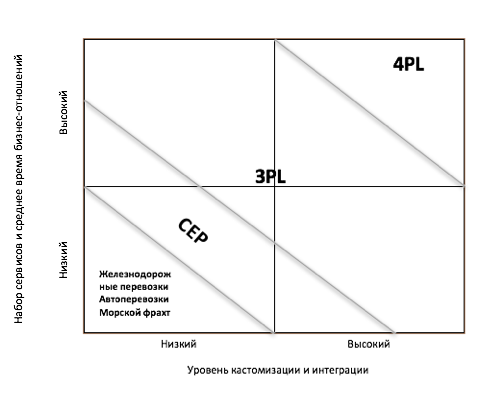 Набор сервисов и среднее время бизнес-отношений
Высокий
Низкий
4PL
3PL
CEP
Железнодорож
ные перевозки
Автоперевозки
Морской фрахт
Низкий
Высокий
Уровень кастомизации и интеграции